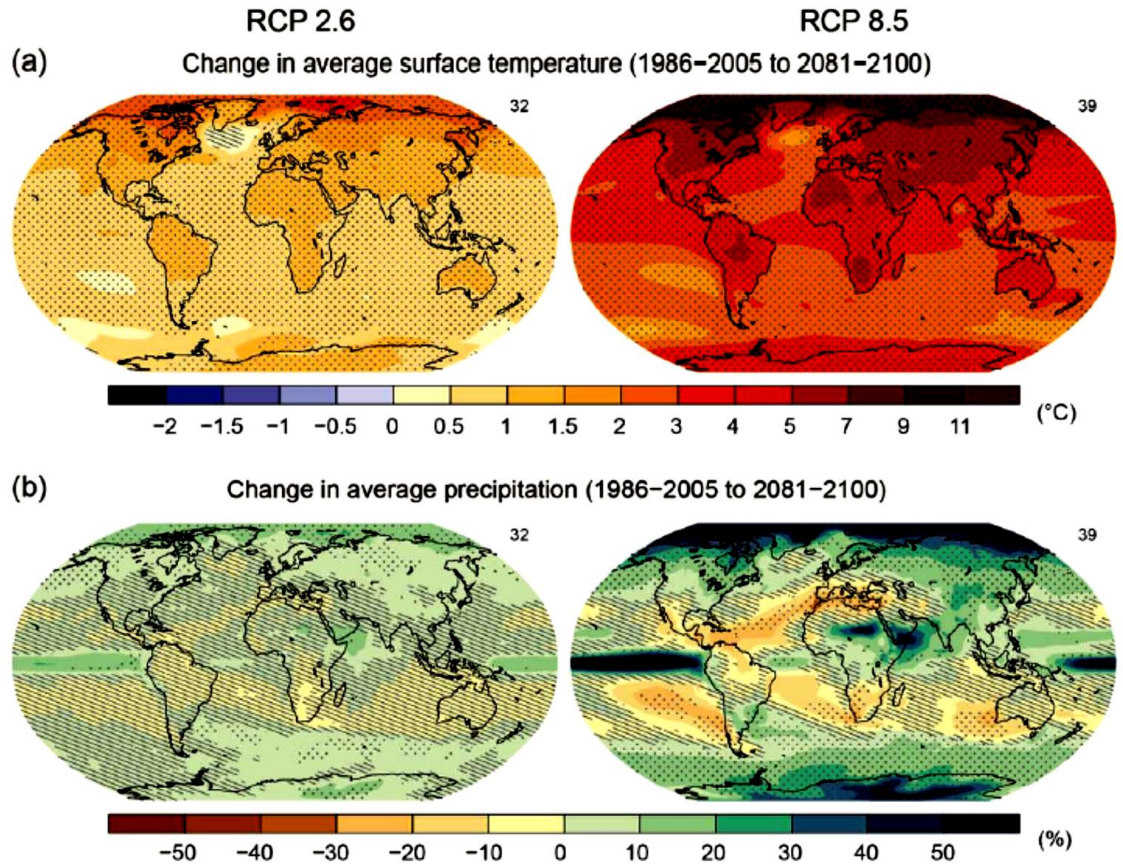 RCP 2.6 RCP 8.5
(a) Change in average surface temperature (1986−2005 to 2081−2100)
32 39
−2 −1.5 −1 −0.5 0 0.5 1 1.5 2 3 4 5 7 9 11 (°C)
(b) Change in average precipitation (1986−2005 to 2081−2100)
32 39
−50 −40 −30 −20 −10 0 10 20 30 40 50 (%)